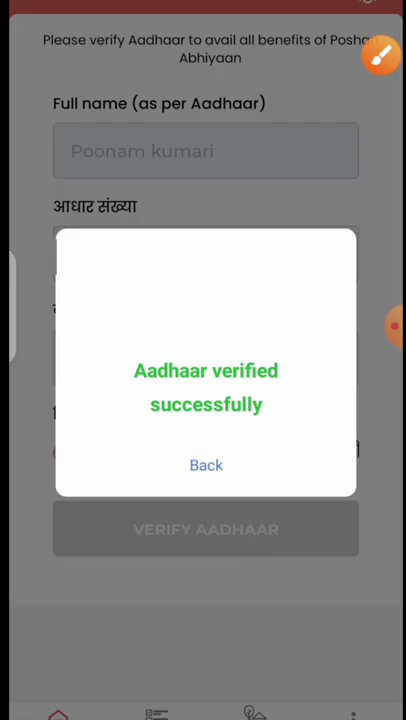 Please verify Aadhaar to avail all benefits of Poshan
Abhiyaan
Full name (as per Aadhaar)
Poonam kumari
आधार संख्या
Aadhaar verified
successfully
Back
VERIFY AADHAAR